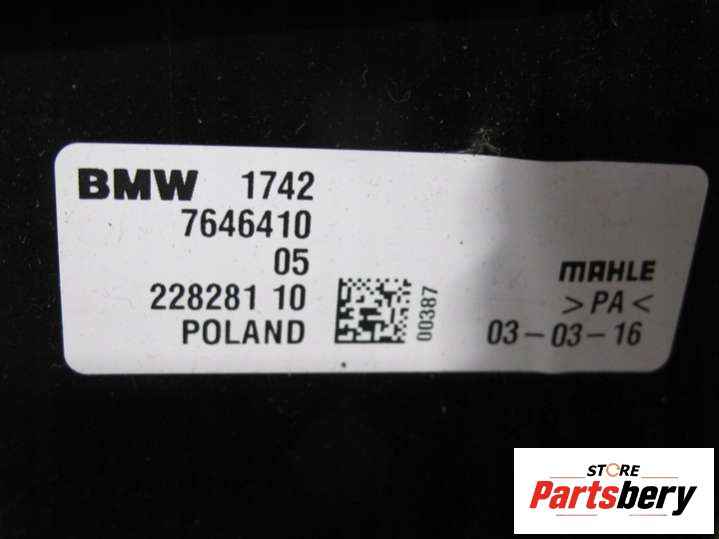 BMW 1742
7646410
05
228281 10
POLAND
00387
MAHLE
>PA<
03-03-16
STORE
Partsbery